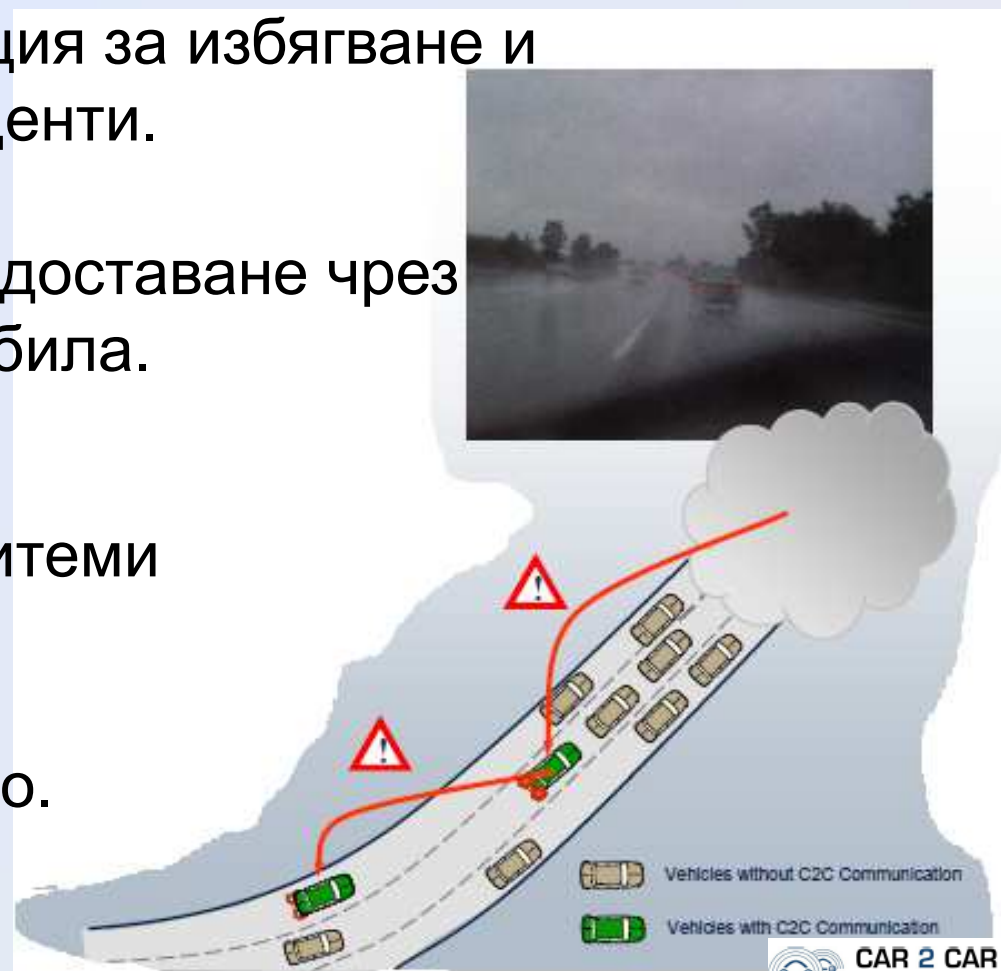 ция за избягване и
денти.
доставане чрез
била.
итеми
о.
Vehicles without C2C Communication
Vehicles with C2C Communication
CAR 2 CAR